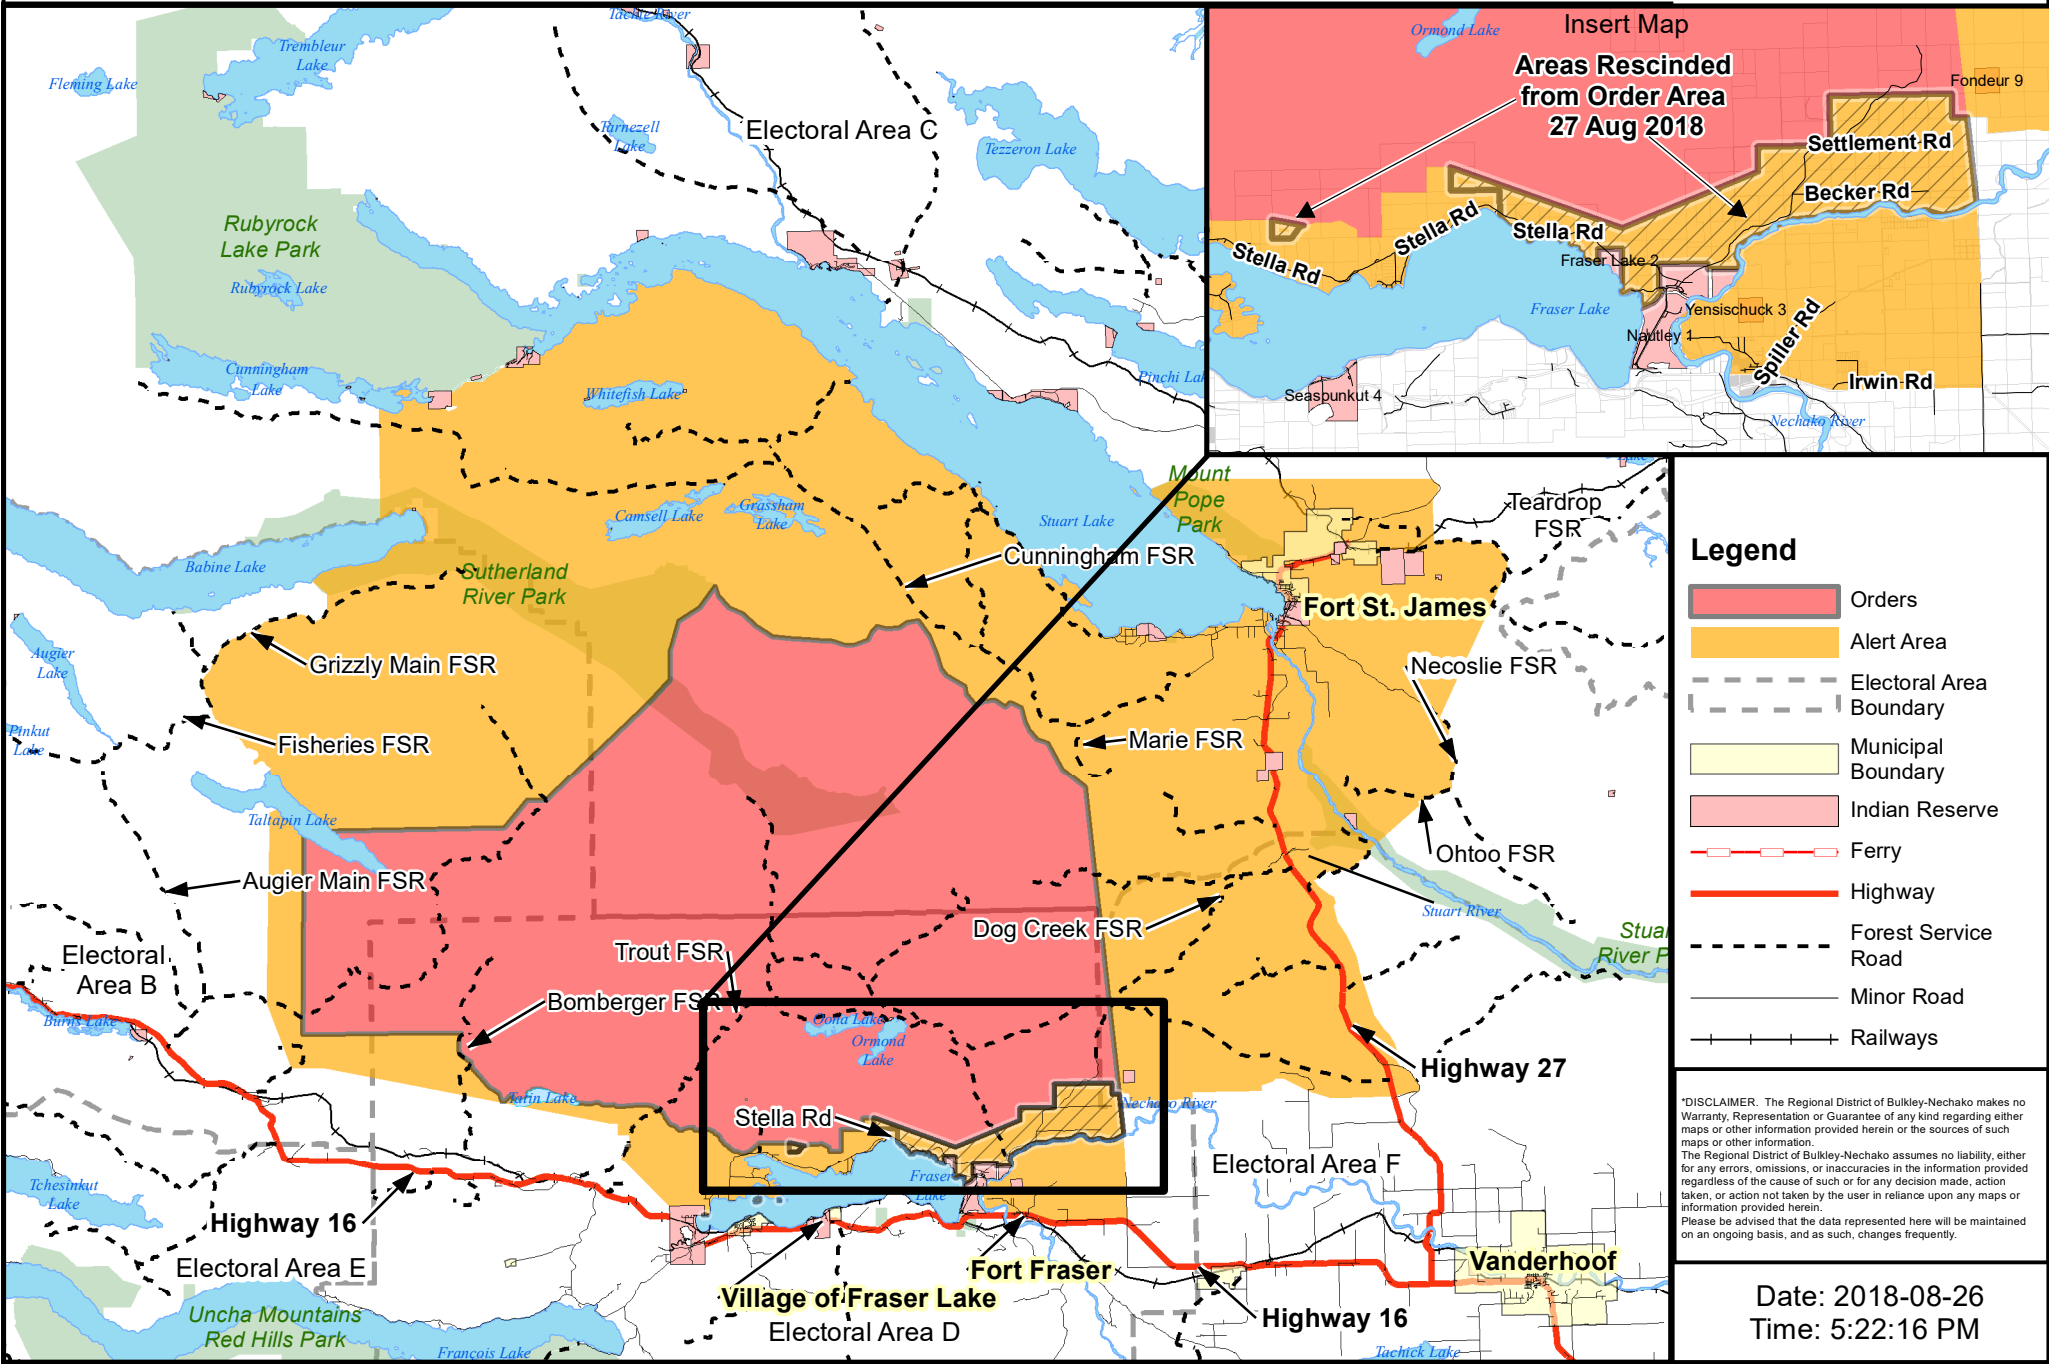 Tachie River
Trembleur
Lake
Fleming Lake
Tarnezell
Lake
Electoral Area C
Tezzeron Lake
Rubyrock
Lake Park
Rubyrock Lake
Cunningham
Lake
Whitefish Lake
Pinchi La
Camsell Lake
Grassham
Lake
Stuart Lake
Mount
Pope
Park
Babine Lake
Sutherland
River Park
Cunningham FSR
Teardrop
FSR
Fort St. James
Augier
Lake
Grizzly Main FSR
Necoslie FSR
Pinkut
Lake
Fisheries FSR
Marie FSR
Taltapin Lake
Ohtoo FSR
Augier Main FSR
Stuart River
Dog Creek FSR
Stua
River P
Electoral
Area B
Trout FSR
Bomberger FSR
Burns Lake
Oona Lake
Ormond
Lake
Highway 27
Tatin Lake
Stella Rd
Nechako River
Electoral Area F
Tchesinkut
Lake
Fraser
Lake
Highway 16
Electoral Area E
Fort Fraser
Vanderhoof
Village of Fraser Lake
Uncha Mountains
Red Hills Park
Electoral Area D
Highway 16
François Lake
Tachick Lake
Insert Map
Ormond Lake
Areas Rescinded
from Order Area
27 Aug 2018
Fondeur 9
Settlement Rd
Becker Rd
Stella Rd
Stella Rd
Stella Rd
Fraser Lake 2
Fraser Lake
Yensischuck 3
Nautley 1
Spiller Rd
Irwin Rd
Seaspunkut 4
Nechako River
Lake
Legend
Orders
Alert Area
Electoral Area
Boundary
Municipal
Boundary
Indian Reserve
Ferry
Highway
Forest Service
Road
Minor Road
Railways
*DISCLAIMER. The Regional District of Bulkley-Nechako makes no
Warranty, Representation or Guarantee of any kind regarding either
maps or other information provided herein or the sources of such
maps or other information.
The Regional District of Bulkley-Nechako assumes no liability, either
for any errors, omissions, or inaccuracies in the information provided
regardless of the cause of such or for any decision made, action
taken, or action not taken by the user in reliance upon any maps or
information provided herein.
Please be advised that the data represented here will be maintained
on an ongoing basis, and as such, changes frequently.
Date: 2018-08-26
Time: 5:22:16 PM